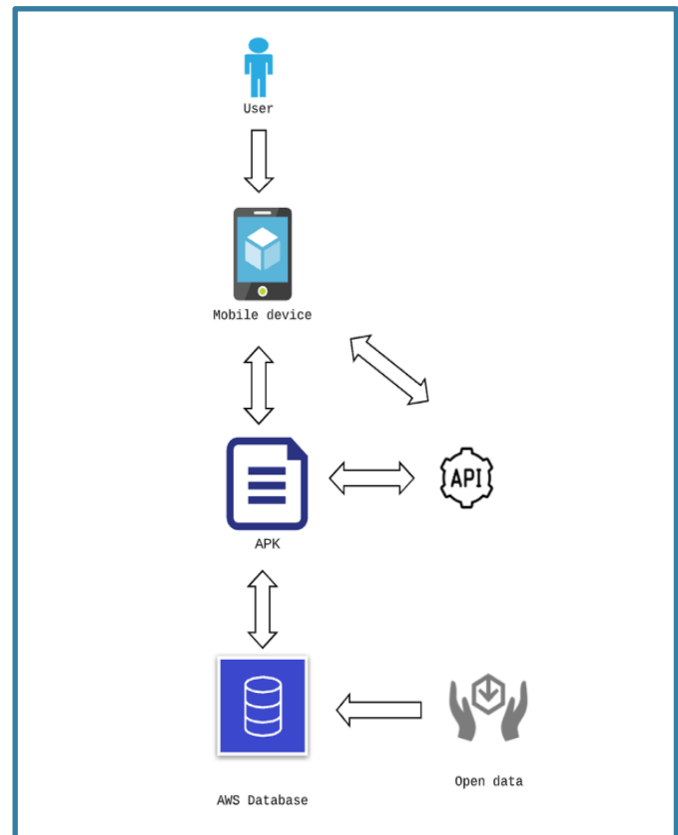 User
Mobile device
API
APK
Open data
AWS Database